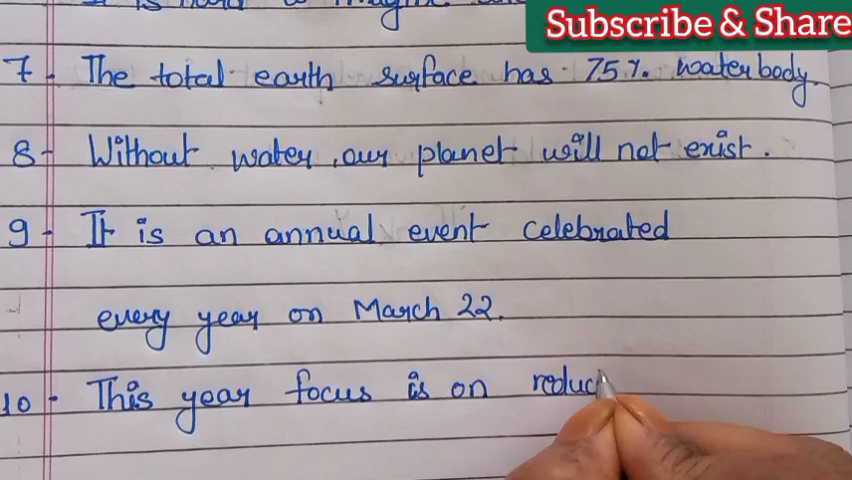 Subscribe & Share
7- The total earth surface has 75%. water body.
8- Without water, our planet will not exist.
9- It is an annual event celebrated
every year on March 22.
10- This year focus is on reduc